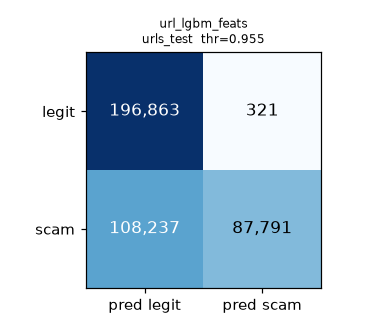 url_lgbm_feats
urls_test  thr=0.955
legit
196,863
321
scam
108,237
87,791
pred legit
pred scam